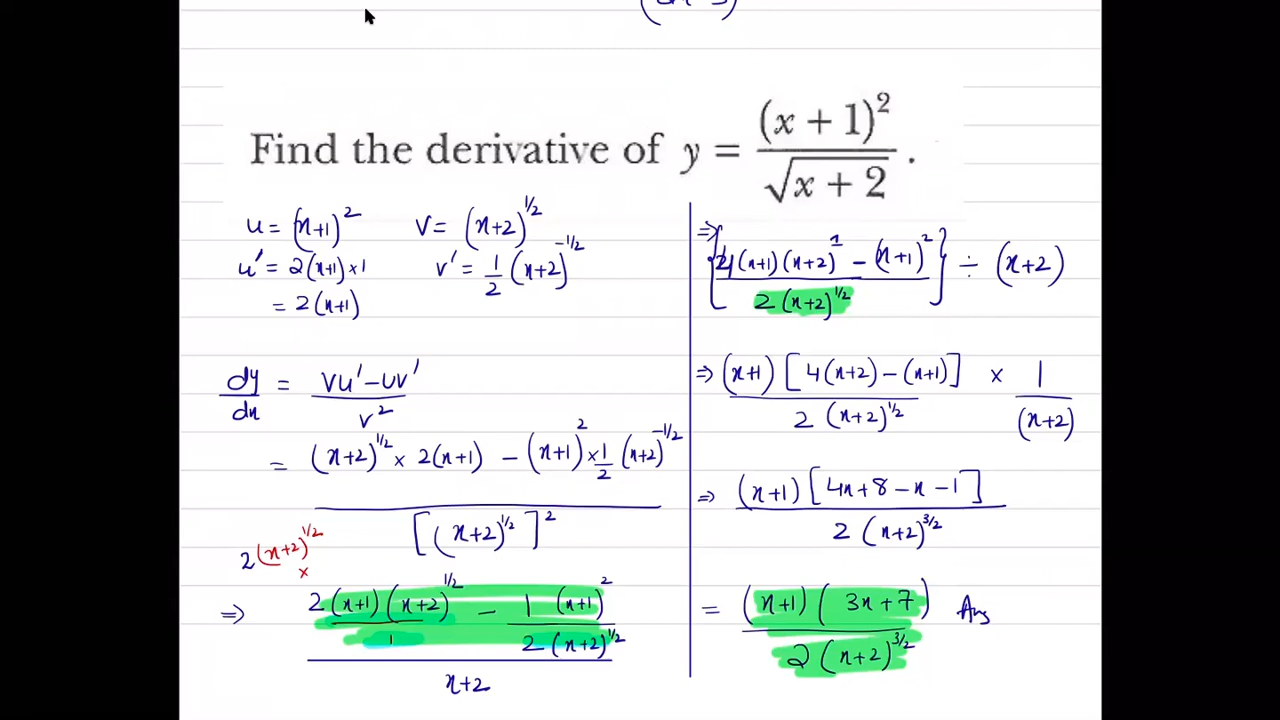 Find the derivative of y = (x + 1)² / √(x + 2) .
u = (x+1)²   v = (x+2)^1/2
u' = 2(x+1)×1   v' = 1/2 (x+2)^-1/2
= 2(x+1)
dy/dx = (vu' - uv') / v²
= ((x+2)^1/2 × 2(x+1) - (x+1)² × 1/2 (x+2)^-1/2) / [(x+2)^1/2]²
2(x+2)^1/2
×
⇒ (2(x+1)(x+2)^1/2 / 1 - 1 (x+1)² / 2(x+2)^1/2) / x+2
⇒ {(4(x+1)(x+2)^1 - (x+1)²) / 2(x+2)^1/2} ÷ (x+2)
⇒ (x+1)[4(x+2) - (x+1)] / 2(x+2)^1/2 × 1/(x+2)
⇒ (x+1)[4x+8-x-1] / 2(x+2)^3/2
= (x+1)(3x+7) / 2(x+2)^3/2 Ans